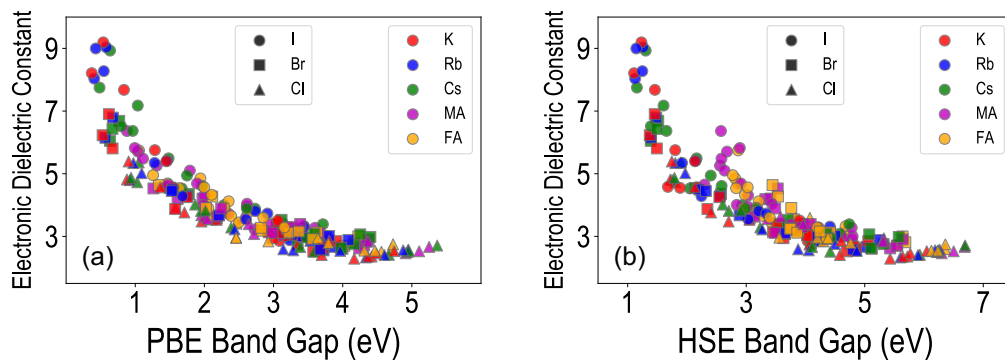 Electronic Dielectric Constant
9
7
5
3
I
Br
Cl
K
Rb
Cs
MA
FA
(a)
1 2 3 4 5
PBE Band Gap (eV)
Electronic Dielectric Constant
9
7
5
3
I
Br
Cl
K
Rb
Cs
MA
FA
(b)
1 3 5 7
HSE Band Gap (eV)